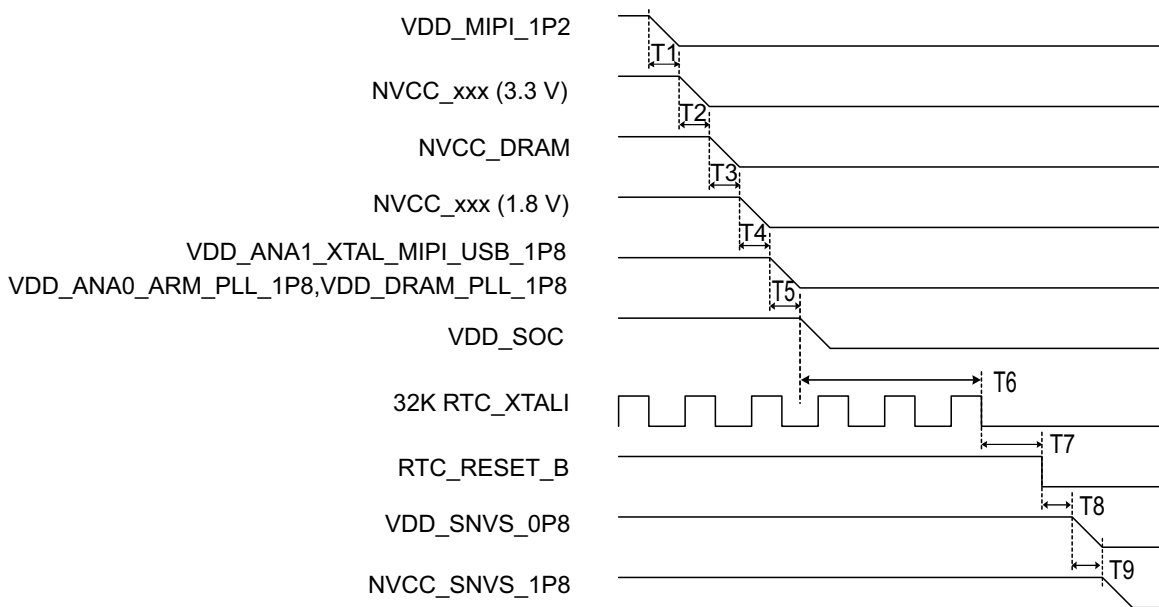 VDD_MIPI_1P2
T1
NVCC_xxx (3.3 V)
T2
NVCC_DRAM
T3
NVCC_xxx (1.8 V)
T4
VDD_ANA1_XTAL_MIPI_USB_1P8
VDD_ANA0_ARM_PLL_1P8,VDD_DRAM_PLL_1P8
T5
VDD_SOC
T6
32K RTC_XTALI
T7
RTC_RESET_B
T8
VDD_SNVS_0P8
T9
NVCC_SNVS_1P8